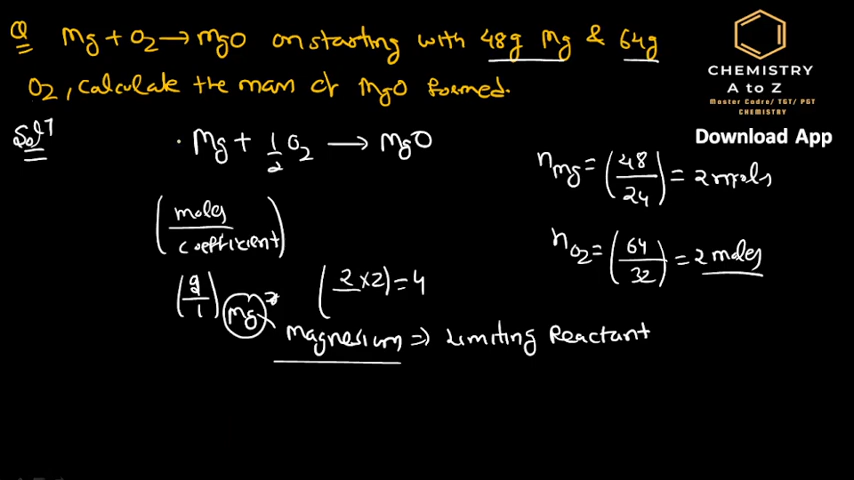 Q Mg + O2 → MgO on starting with 48g Mg & 64g
O2, calculate the mass of MgO formed.
CHEMISTRY
A to Z
Master Cadre/ TGT/ PGT
CHEMISTRY
Download App
Sol^n
Mg + 1/2 O2 → MgO
n_Mg = (48/24) = 2 moles
(moles/coefficient)
n_O2 = (64/32) = 2 moles
(2/1) Mg (2 × 2) = 4
Magnesium ⇒ Limiting Reactant